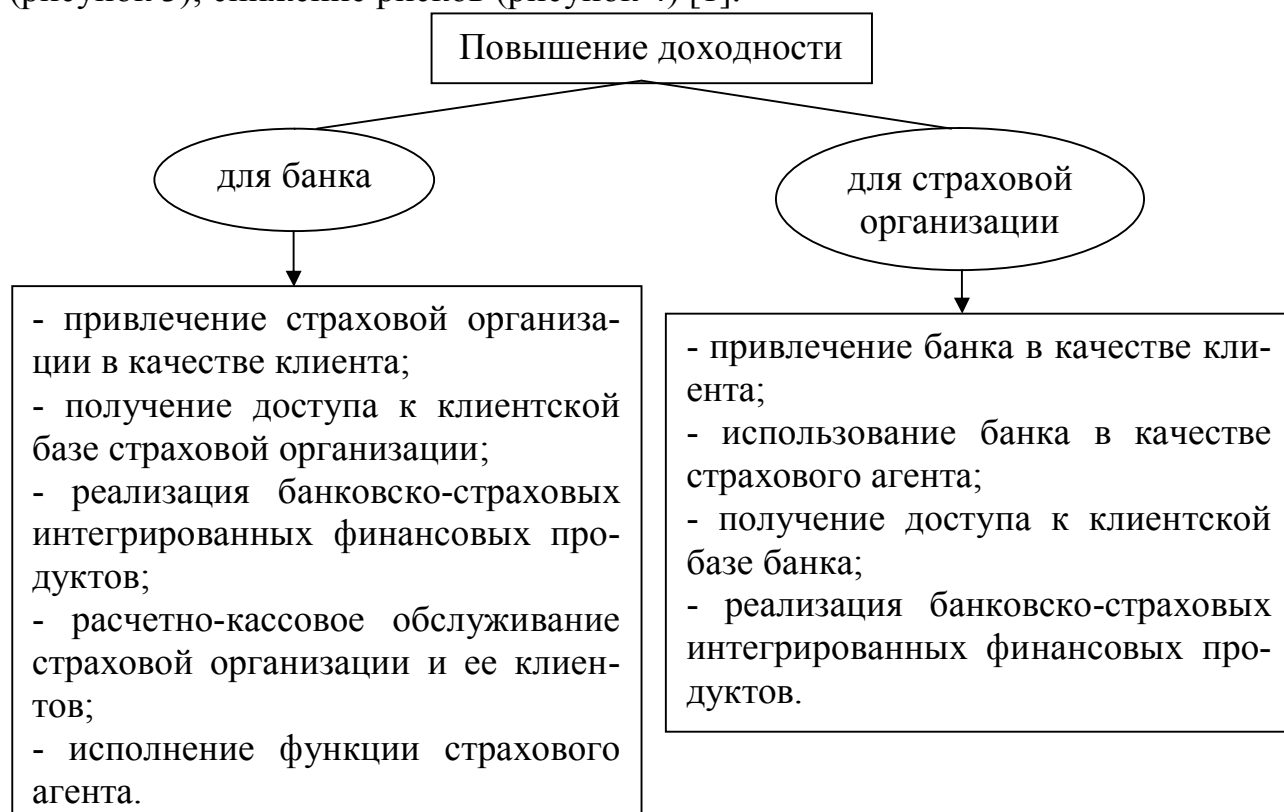 (рисунок 3), снижение рисков (рисунок 4) [1].
Повышение доходности
для банка
для страховой
организации
- привлечение страховой организа-
ции в качестве клиента;
- получение доступа к клиентской
базе страховой организации;
- реализация банковско-страховых
интегрированных финансовых про-
дуктов;
- расчетно-кассовое обслуживание
страховой организации и ее клиен-
тов;
- исполнение функции страхового
агента.
- привлечение банка в качестве кли-
ента;
- использование банка в качестве
страхового агента;
- получение доступа к клиентской
базе банка;
- реализация банковско-страховых
интегрированных финансовых про-
дуктов.